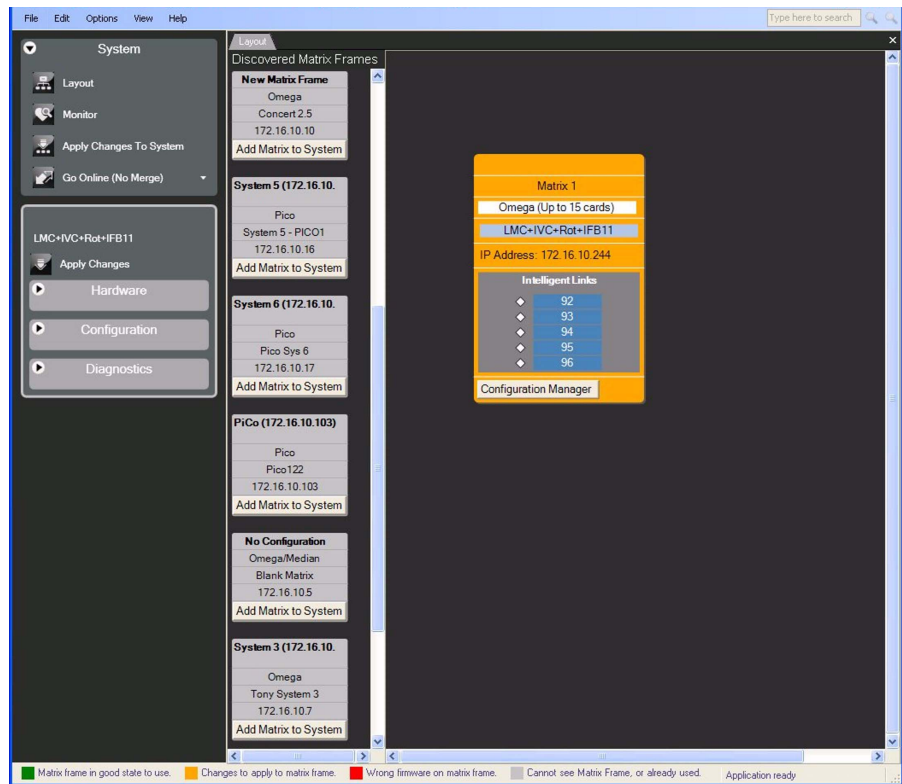 File Edit Options View Help
Type here to search
System
Layout
Monitor
Apply Changes To System
Go Online (No Merge)
LMC+IVC+Rot+IFB11
Apply Changes
Hardware
Configuration
Diagnostics
Layout
Discovered Matrix Frames
New Matrix Frame
Omega
Concert 2.5
172.16.10.10
Add Matrix to System
System 5 (172.16.10.
Pico
System 5 - PICO1
172.16.10.16
Add Matrix to System
System 6 (172.16.10.
Pico
Pico Sys 6
172.16.10.17
Add Matrix to System
PiCo (172.16.10.103)
Pico
Pico122
172.16.10.103
Add Matrix to System
No Configuration
Omega/Median
Blank Matrix
172.16.10.5
Add Matrix to System
System 3 (172.16.10.
Omega
Tony System 3
172.16.10.7
Add Matrix to System
Matrix 1
Omega (Up to 15 cards)
LMC+IVC+Rot+IFB11
IP Address: 172.16.10.244
Intelligent Links
92
93
94
95
96
Configuration Manager
Matrix frame in good state to use. Changes to apply to matrix frame. Wrong firmware on matrix frame. Cannot see Matrix Frame, or already used. Application ready